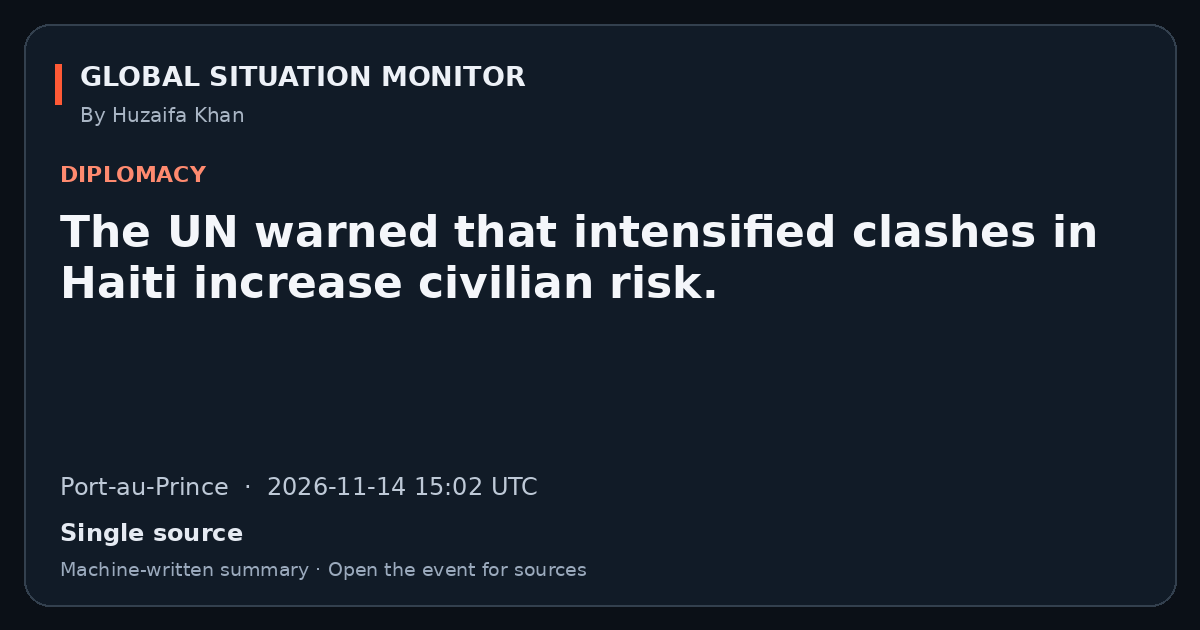 GLOBAL SITUATION MONITOR
By Huzaifa Khan
DIPLOMACY
The UN warned that intensified clashes in
Haiti increase civilian risk.
Port-au-Prince · 2026-11-14 15:02 UTC
Single source
Machine-written summary · Open the event for sources